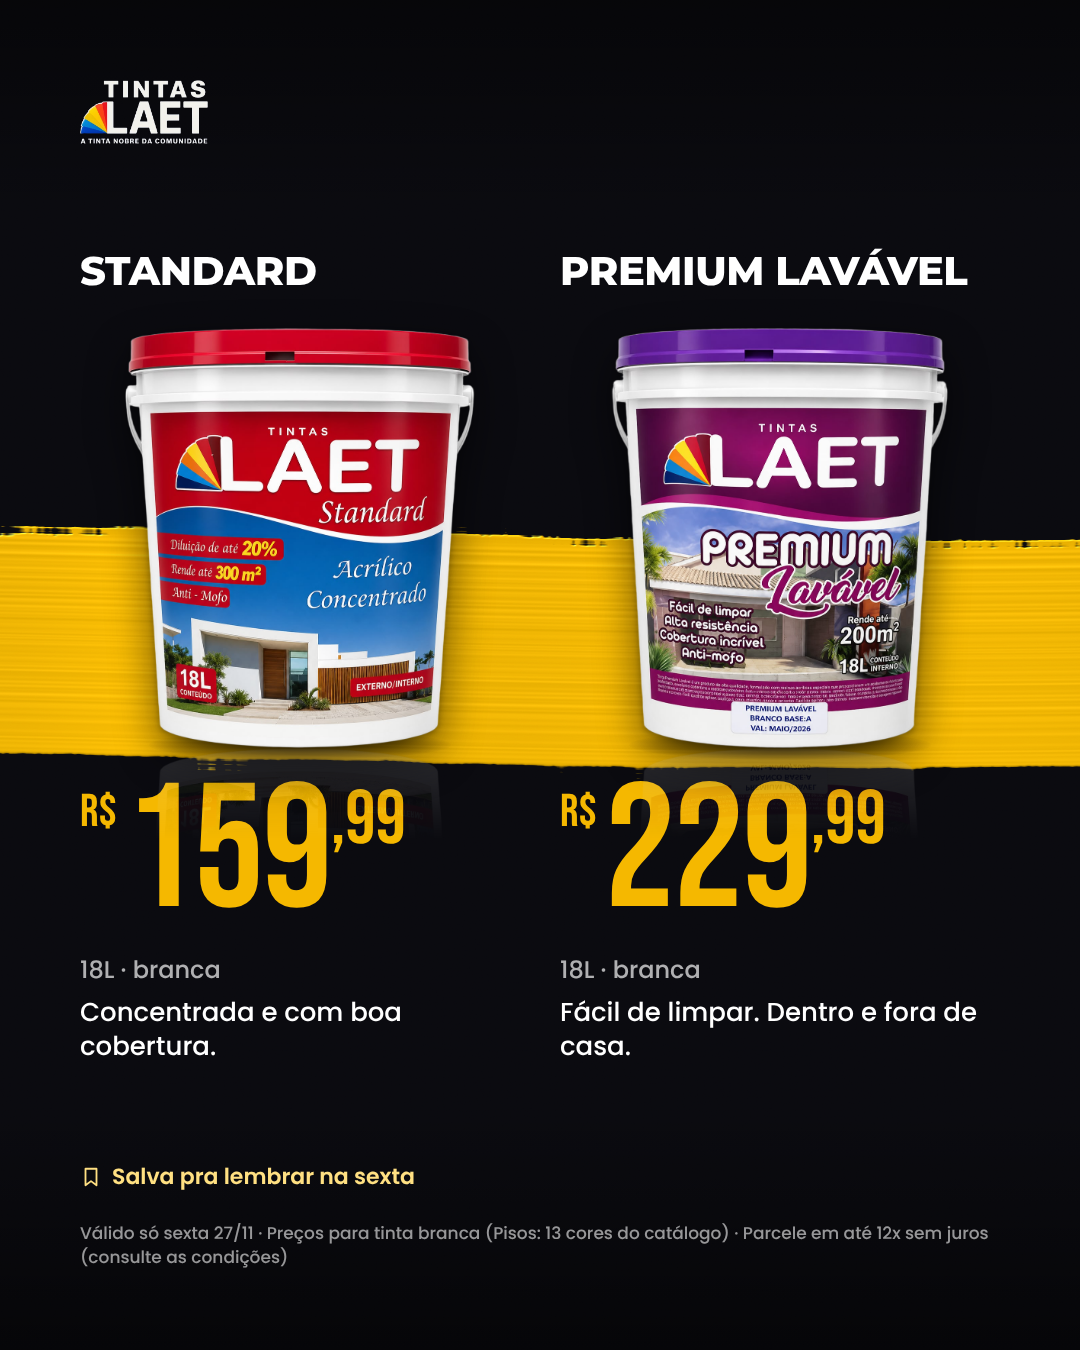 TINTAS
LAET
A TINTA NOBRE DA COMUNIDADE
STANDARD
PREMIUM LAVÁVEL
TINTAS
LAET
Standard
Diluição de até 20%
Rende até 300 m²
Anti - Mofo
Acrílico
Concentrado
18L
CONTEÚDO
EXTERNO/INTERNO
TINTAS
LAET
PREMIUM
Lavável
Fácil de limpar
Alta resistência
Cobertura incrível
Anti-mofo
Rende até
200m²
18L CONTEÚDO
INTERNO
PREMIUM LAVÁVEL
BRANCO BASE:A
VAL: MAIO/2026
R$ 159,99
R$ 229,99
18L · branca
Concentrada e com boa
cobertura.
18L · branca
Fácil de limpar. Dentro e fora de
casa.
Salva pra lembrar na sexta
Válido só sexta 27/11 · Preços para tinta branca (Pisos: 13 cores do catálogo) · Parcele em até 12x sem juros
(consulte as condições)